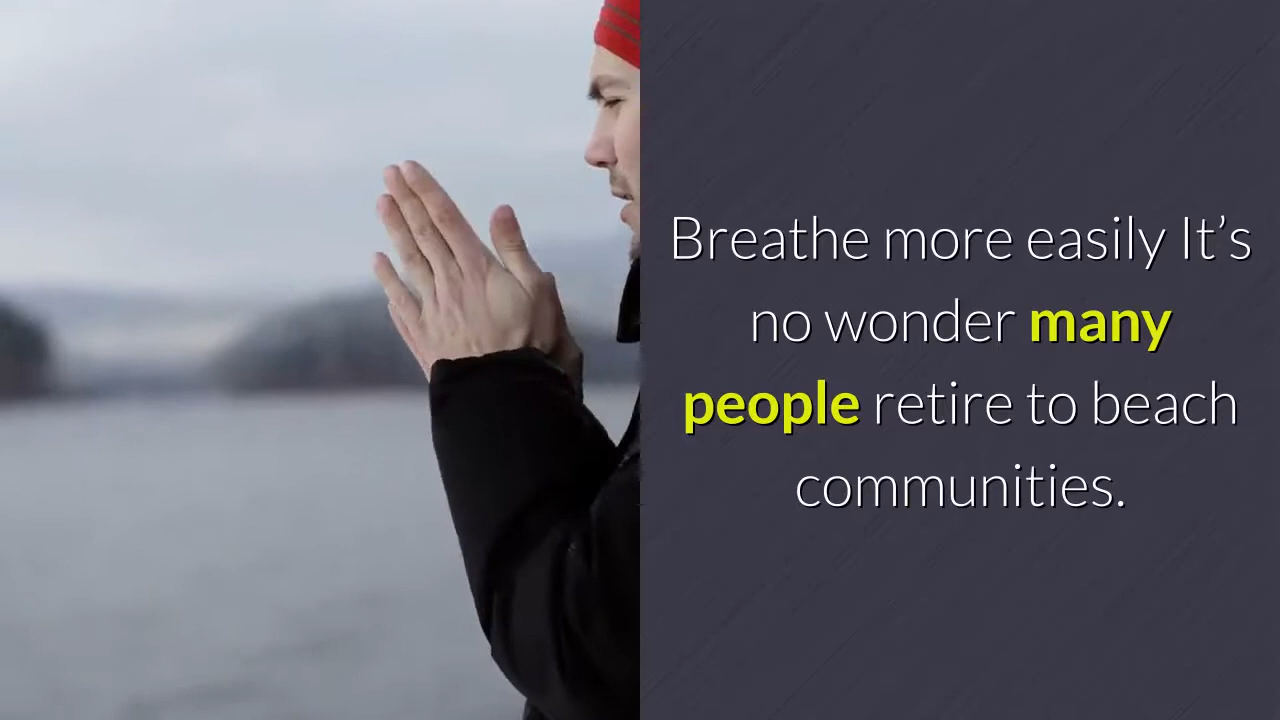 Breathe more easily It’s
no wonder many
people retire to beach
communities.